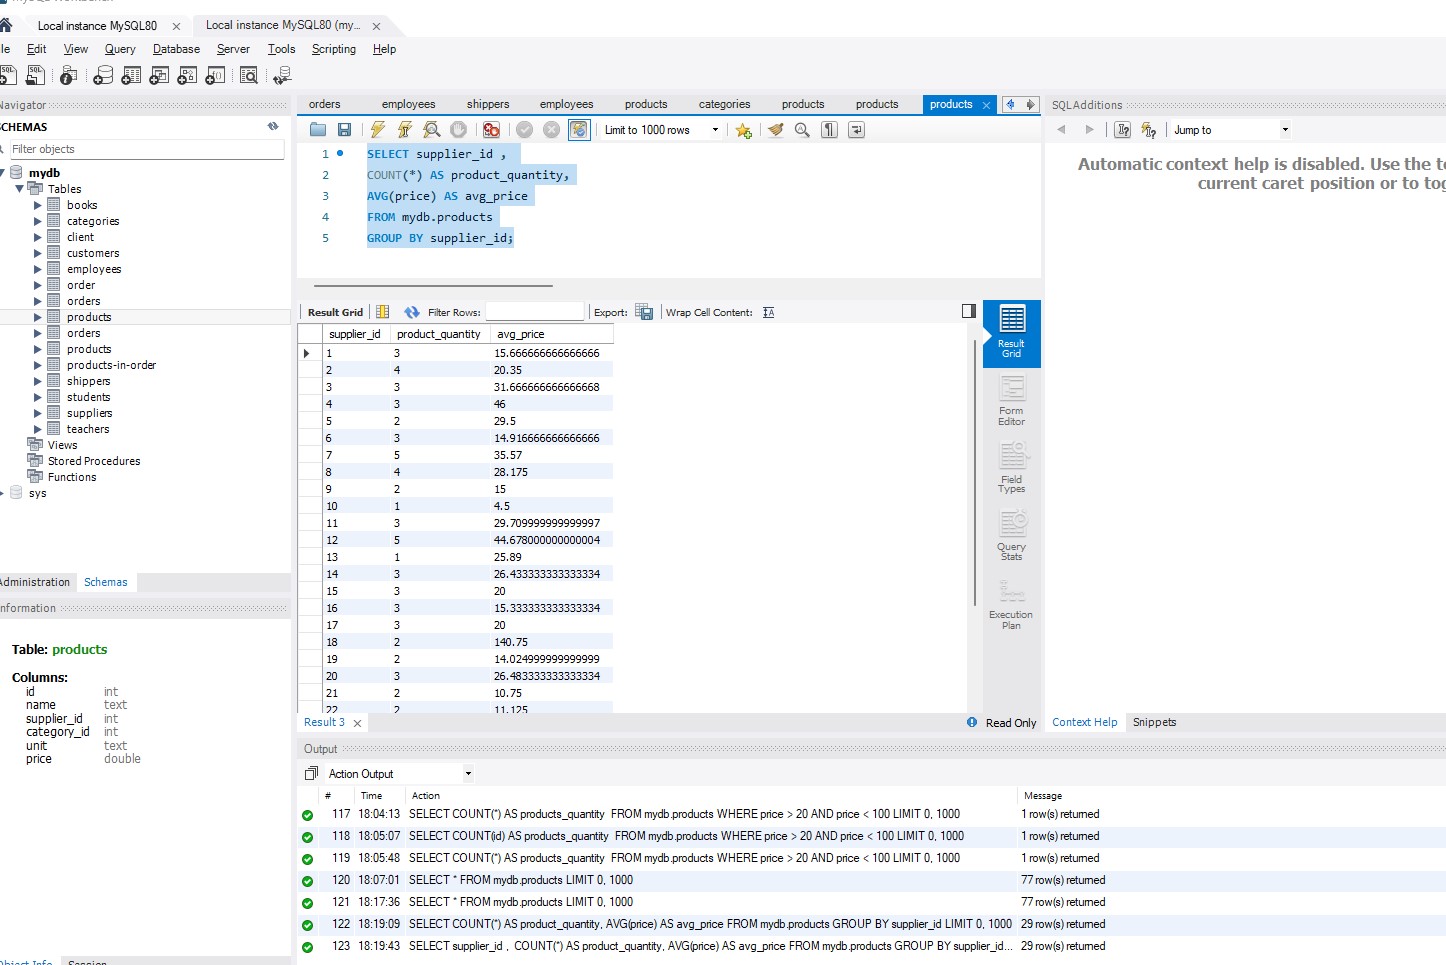 Local instance MySQL80 ×
Local instance MySQL80 (my... ×
le Edit View Query Database Server Tools Scripting Help
Navigator
SCHEMAS
Filter objects
mydb
Tables
books
categories
client
customers
employees
order
orders
products
orders
products
products-in-order
shippers
students
suppliers
teachers
Views
Stored Procedures
Functions
sys
Administration Schemas
nformation
Table: products
Columns:
id int
name text
supplier_id int
category_id int
unit text
price double
Object Info Session
orders employees shippers employees products categories products products products ×
Limit to 1000 rows
1 SELECT supplier_id ,
2 COUNT(*) AS product_quantity,
3 AVG(price) AS avg_price
4 FROM mydb.products
5 GROUP BY supplier_id;
Result Grid Filter Rows: Export: Wrap Cell Content:
supplier_id product_quantity avg_price
1 3 15.666666666666666
2 4 20.35
3 3 31.666666666666668
4 3 46
5 2 29.5
6 3 14.916666666666666
7 5 35.57
8 4 28.175
9 2 15
10 1 4.5
11 3 29.709999999999997
12 5 44.678000000000004
13 1 25.89
14 3 26.433333333333334
15 3 20
16 3 15.333333333333334
17 3 20
18 2 140.75
19 2 14.024999999999999
20 3 26.483333333333334
21 2 10.75
22 2 11.125
Result Grid
Form Editor
Field Types
Query Stats
Execution Plan
Result 3 ×
Read Only
SQLAdditions
Jump to
Automatic context help is disabled. Use the to
current caret position or to tog
Context Help Snippets
Output
Action Output
# Time Action Message
117 18:04:13 SELECT COUNT(*) AS products_quantity FROM mydb.products WHERE price > 20 AND price < 100 LIMIT 0, 1000 1 row(s) returned
118 18:05:07 SELECT COUNT(id) AS products_quantity FROM mydb.products WHERE price > 20 AND price < 100 LIMIT 0, 1000 1 row(s) returned
119 18:05:48 SELECT COUNT(*) AS products_quantity FROM mydb.products WHERE price > 20 AND price < 100 LIMIT 0, 1000 1 row(s) returned
120 18:07:01 SELECT * FROM mydb.products LIMIT 0, 1000 77 row(s) returned
121 18:17:36 SELECT * FROM mydb.products LIMIT 0, 1000 77 row(s) returned
122 18:19:09 SELECT COUNT(*) AS product_quantity, AVG(price) AS avg_price FROM mydb.products GROUP BY supplier_id LIMIT 0, 1000 29 row(s) returned
123 18:19:43 SELECT supplier_id , COUNT(*) AS product_quantity, AVG(price) AS avg_price FROM mydb.products GROUP BY supplier_id... 29 row(s) returned